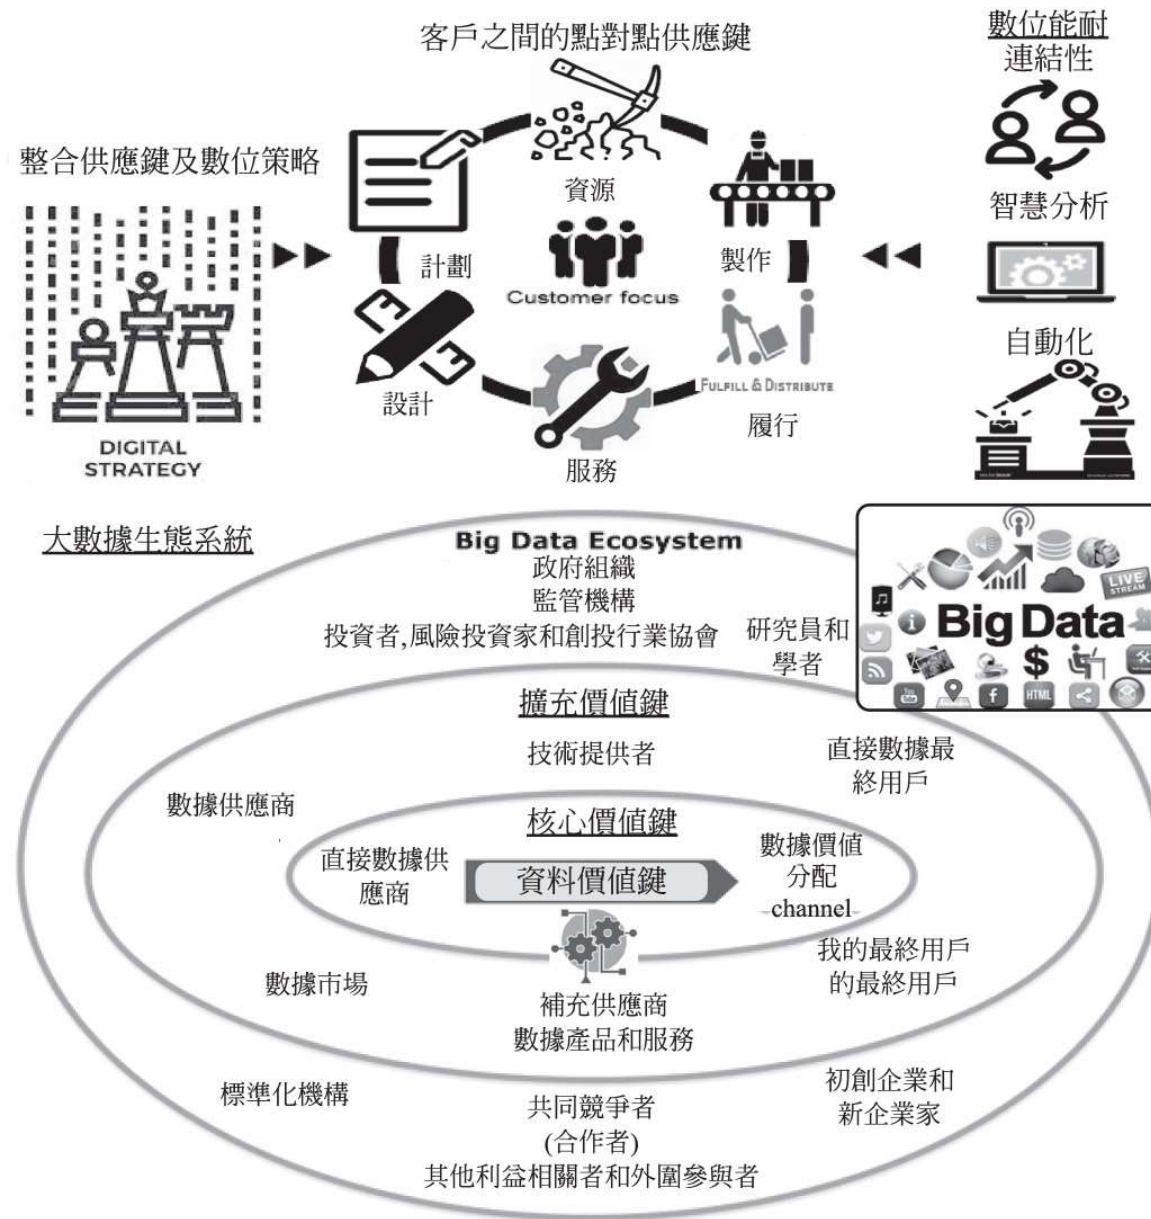 客戶之間的點對點供應鍵
數位能耐
連結性
整合供應鍵及數位策略
資源
智慧分析
計劃
製作
Customer focus
自動化
FULFILL & DISTRIBUTE
設計
履行
DIGITAL
STRATEGY
服務
大數據生態系統
Big Data Ecosystem
政府組織
監管機構
投資者,風險投資家和創投行業協會
研究員和
學者
LIVE
STREAM
Big Data
$
You
Tube
f
HTML
擴充價值鍵
技術提供者
直接數據最
終用戶
數據供應商
核心價值鍵
直接數據供
應商
資料價值鍵
數據價值
分配
channel
數據市場
我的最終用戶
的最終用戶
補充供應商
數據產品和服務
標準化機構
初創企業和
新企業家
共同競爭者
(合作者)
其他利益相關者和外圍參與者